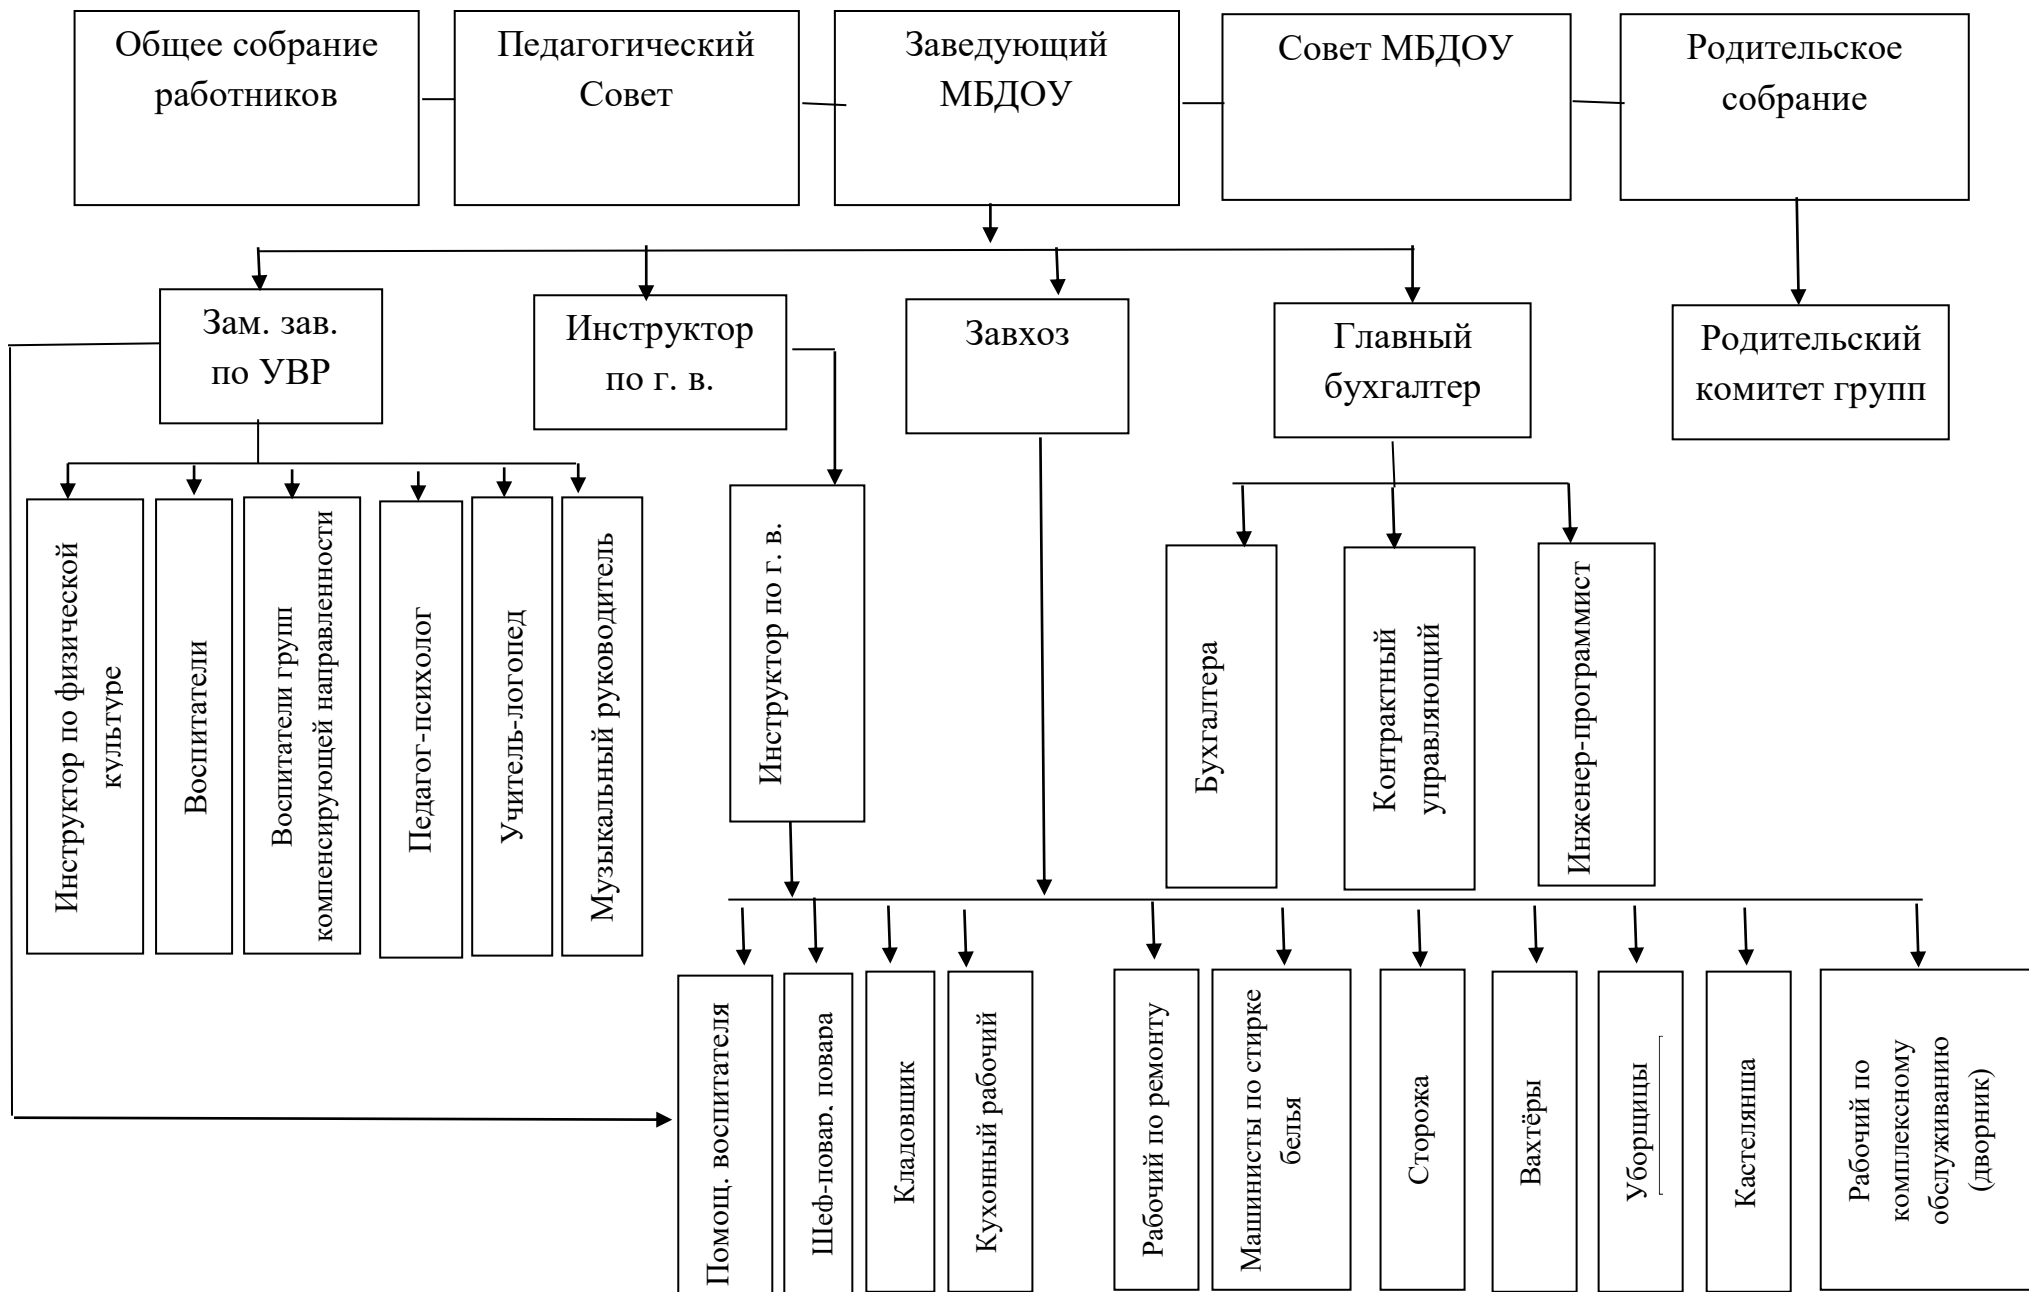 Общее собрание
работников
Педагогический
Совет
Заведующий
МБДОУ
Совет МБДОУ
Родительское
собрание
Зам. зав.
по УВР
Инструктор
по г. в.
Завхоз
Главный
бухгалтер
Родительский
комитет групп
Инструктор по физической
культуре
Воспитатели
Воспитатели групп
компенсирующей направленности
Педагог-психолог
Учитель-логопед
Музыкальный руководитель
Инструктор по г. в.
Бухгалтера
Контрактный
управляющий
Инженер-программист
Помощ. воспитателя
Шеф-повар, повара
Кладовщик
Кухонный рабочий
Рабочий по ремонту
Машинисты по стирке
белья
Сторожа
Вахтёры
Уборщицы
Кастелянша
Рабочий по
комплексному
обслуживанию
(дворник)